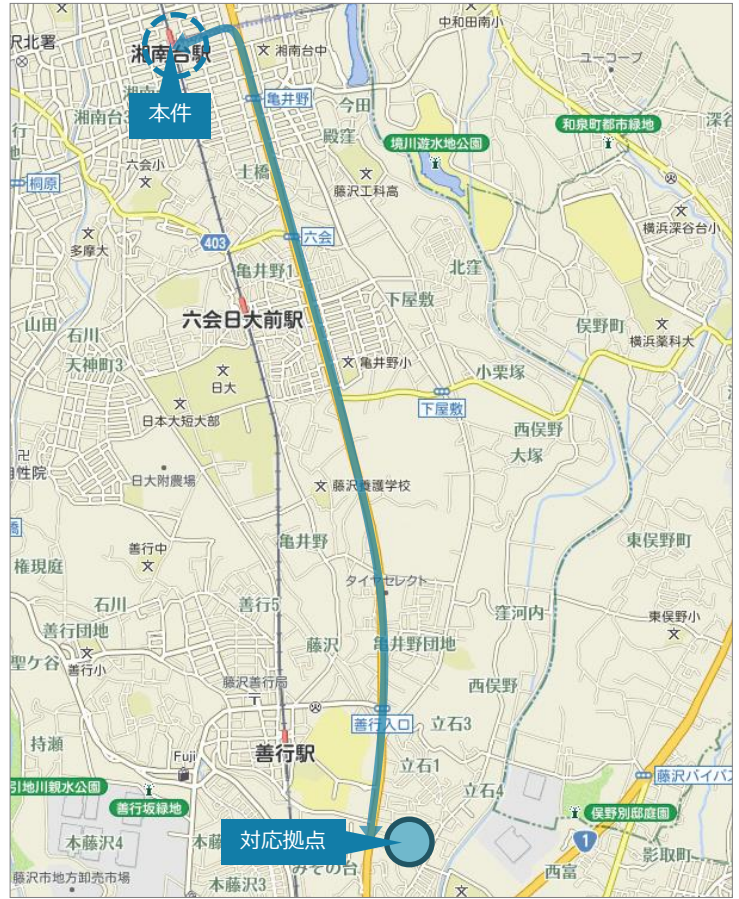 中和田南小
尺北署
湘南台駅
湘南台中
ユーコープ
本件
亀井野
今田
湘南台3
殿窪
境川遊水地公園
和泉町都市緑地
六会小
土橋
藤沢工科高
桐原
横浜深谷台小
多摩大
403
六会
北窪
亀井野1
下屋敷
山田
石川
六会日大前駅
俣野町
横浜薬科大
天神町3
亀井野小
小栗塚
日大
下屋敷
日本大短大部
西俣野
大塚
日大附農場
藤沢養護学校
亀井野
東俣野町
善行中
権現庭
タイヤセレクト
石川
善行5
窪河内
善行団地
藤沢
亀井野団地
東俣野小
聖ケ谷
善行小
藤沢善行局
西俣野
善行入口
立石3
持瀬
善行駅
Fuji
立石1
藤沢バイパス
引地川親水公園
立石4
善行坂緑地
俣野別邸庭園
対応拠点
1
本藤沢4
影取町
みその台
西富
藤沢市地方卸売市場
本藤沢3